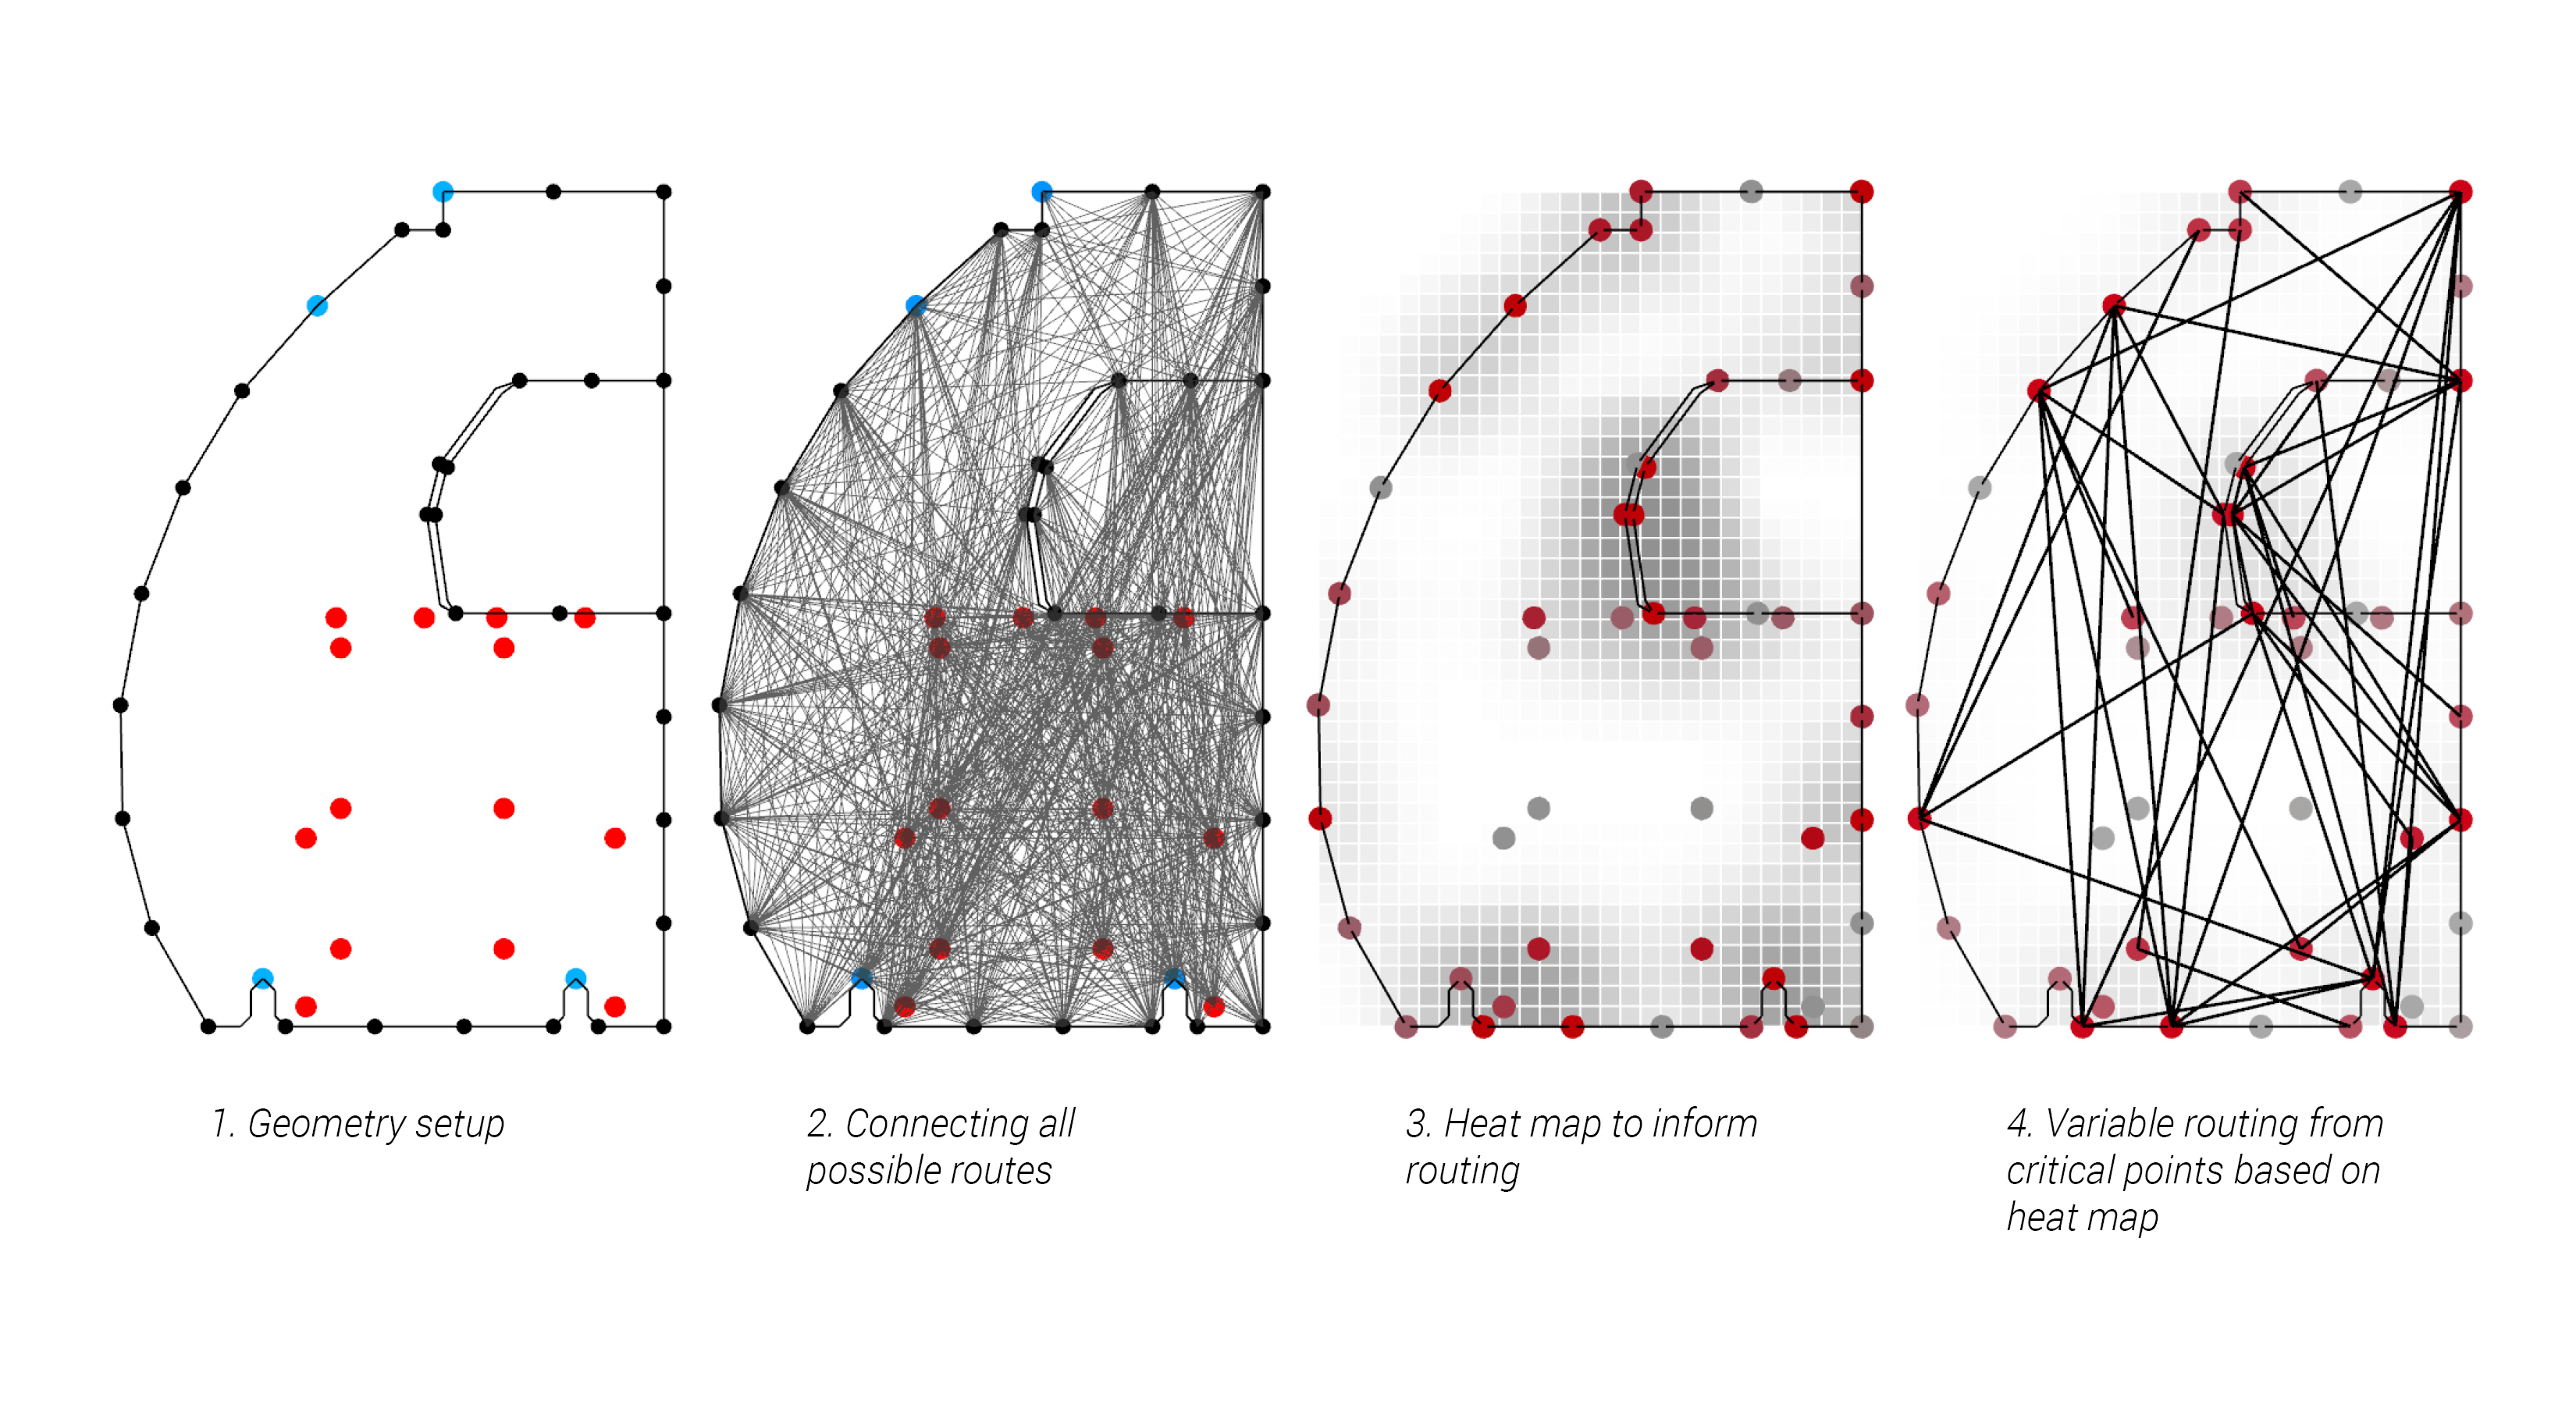 1. Geometry setup
2. Connecting all
possible routes
3. Heat map to inform
routing
4. Variable routing from
critical points based on
heat map